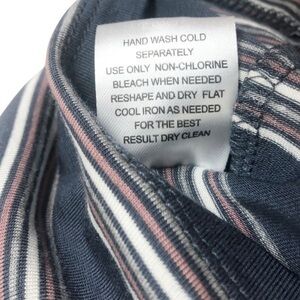 HAND WASH COLD
SEPARATELY
USE ONLY NON-CHLORINE
BLEACH WHEN NEEDED
RESHAPE AND DRY FLAT
COOL IRON AS NEEDED
FOR THE BEST
RESULT DRY CLEAN